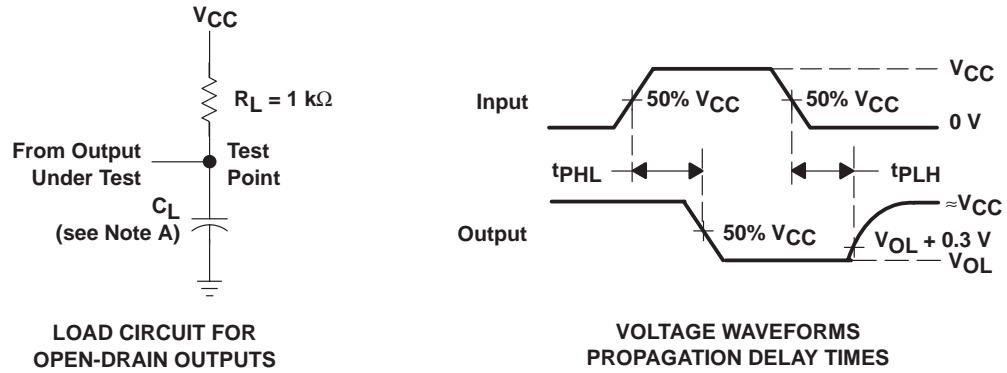 VCC
RL = 1 kΩ
From Output
Under Test
Test
Point
CL
(see Note A)
LOAD CIRCUIT FOR
OPEN-DRAIN OUTPUTS
VCC
Input
50% VCC
50% VCC
0 V
tPHL
tPLH
≈VCC
Output
50% VCC
VOL + 0.3 V
VOL
VOLTAGE WAVEFORMS
PROPAGATION DELAY TIMES